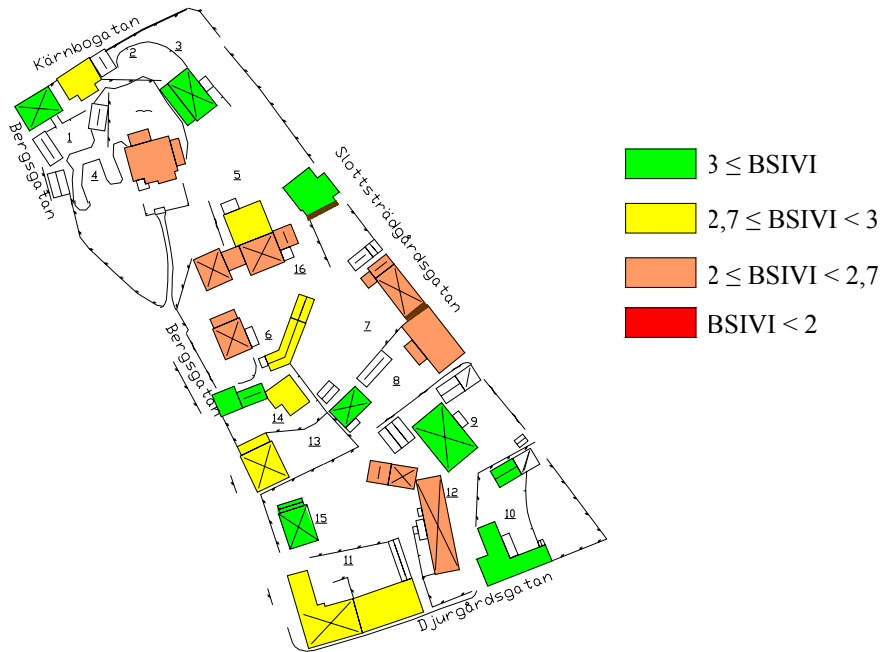 Kärnbogatan
2
3
Bergsgatan
1
4
5
Slottsträdgårdsgatan
16
6
7
Bergsgatan
8
14
13
9
15
12
10
11
Djurgårdsgatan
3 ≤ BSIVI
2,7 ≤ BSIVI < 3
2 ≤ BSIVI < 2,7
BSIVI < 2